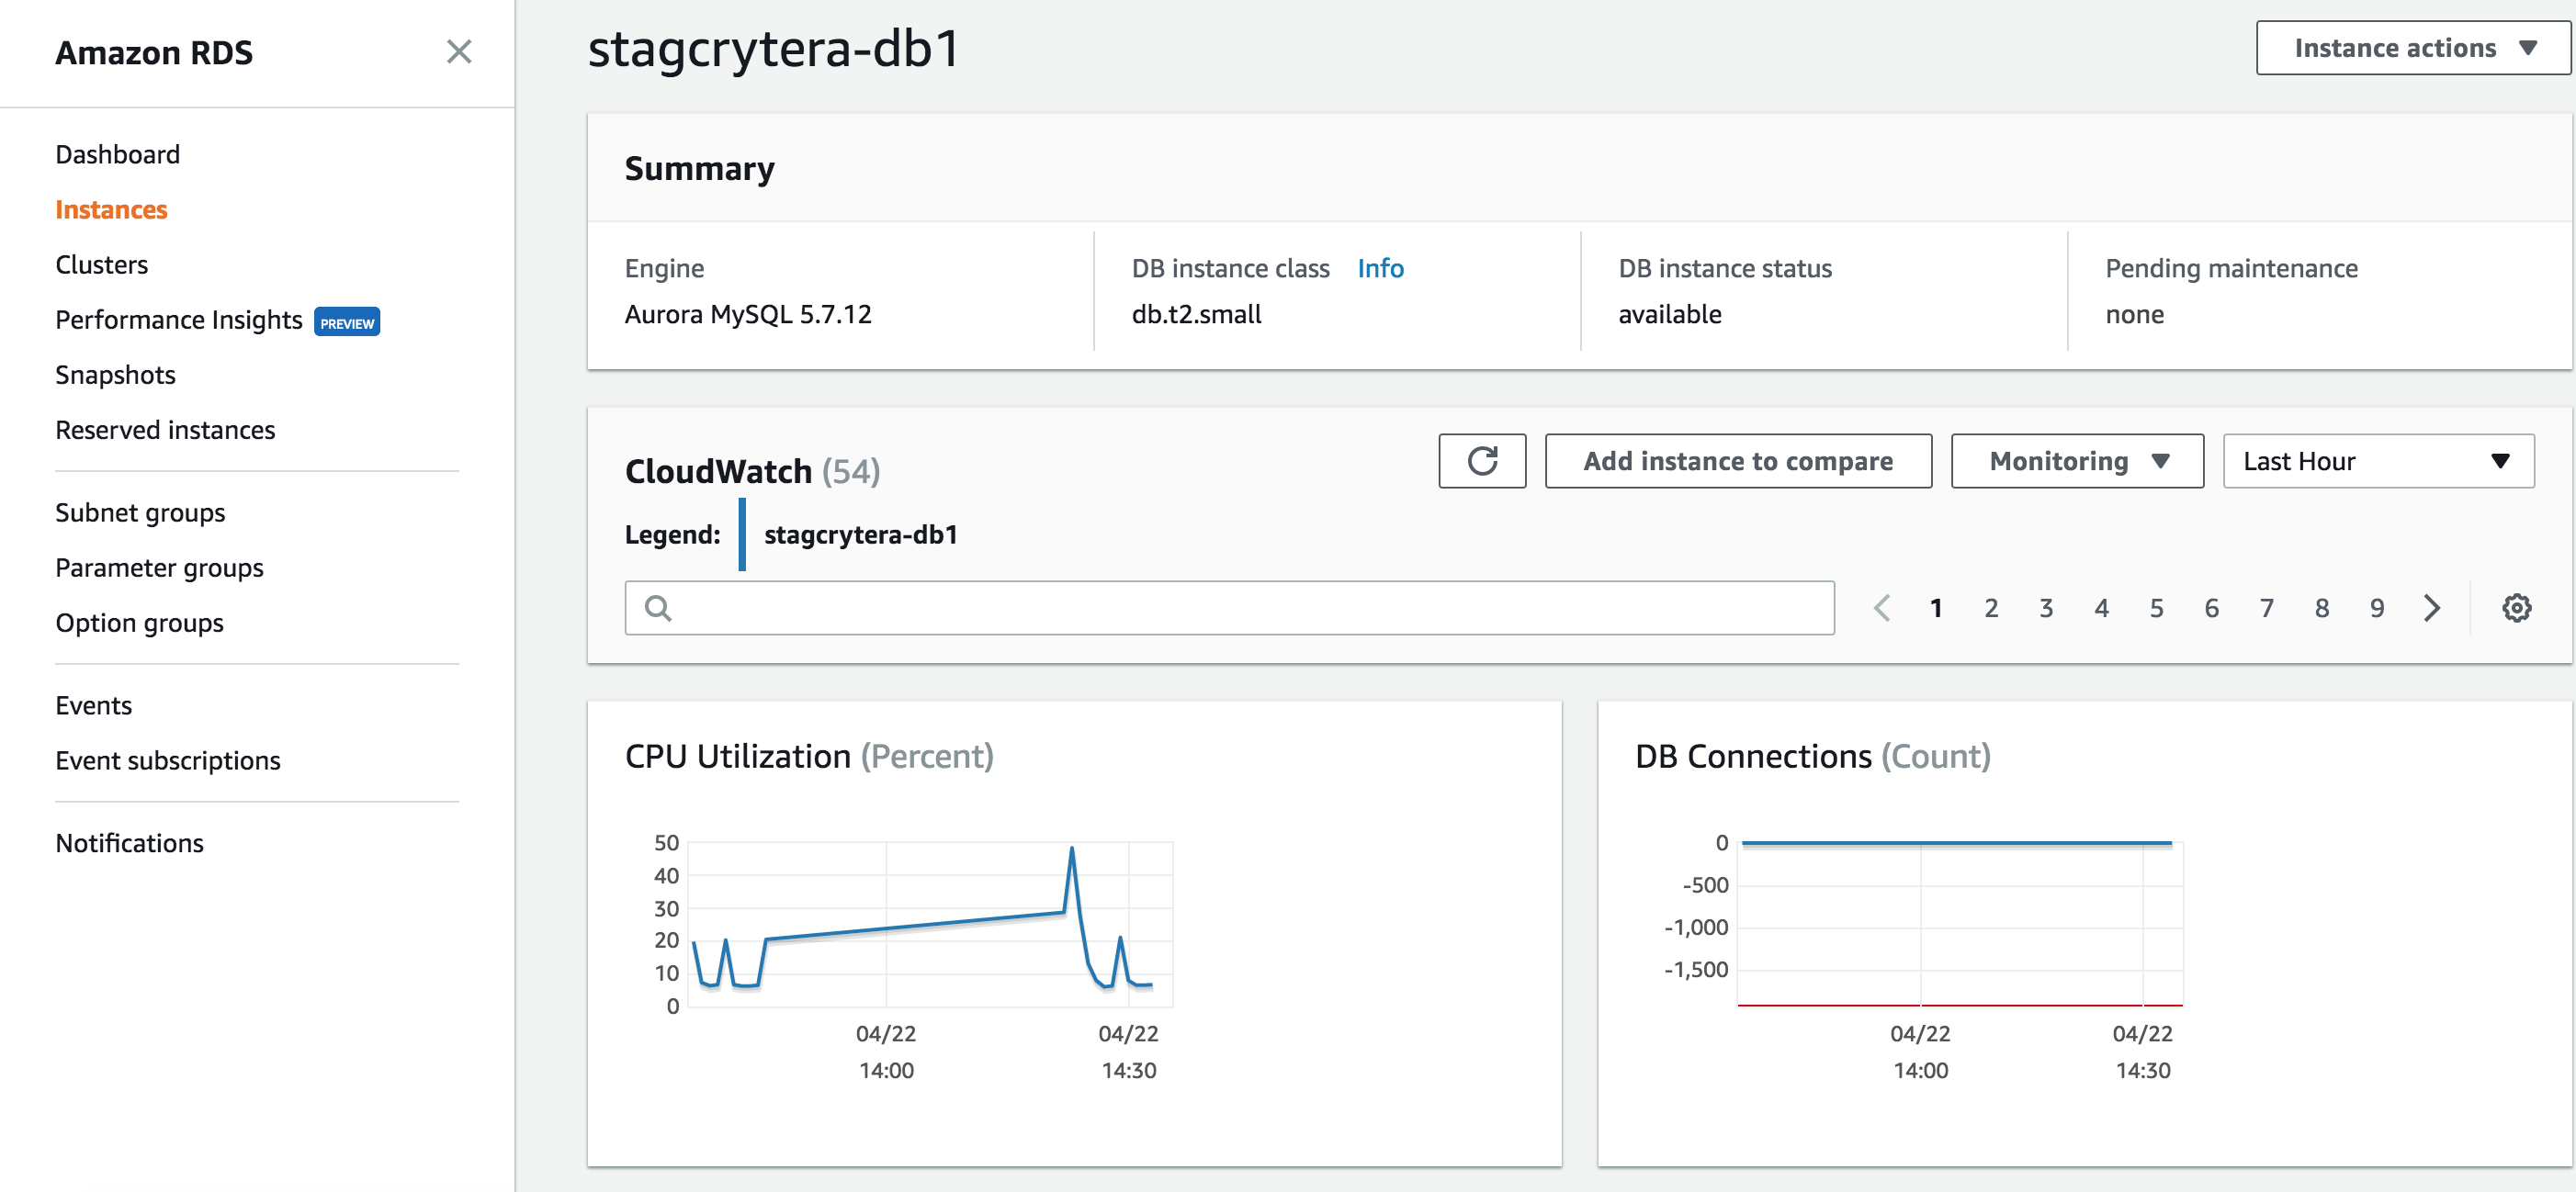 Amazon RDS
Dashboard
Instances
Clusters
Performance Insights PREVIEW
Snapshots
Reserved instances
Subnet groups
Parameter groups
Option groups
Events
Event subscriptions
Notifications
stagcrytera-db1
Instance actions
Summary
Engine
Aurora MySQL 5.7.12
DB instance class Info
db.t2.small
DB instance status
available
Pending maintenance
none
CloudWatch (54)
Add instance to compare
Monitoring
Last Hour
Legend: stagcrytera-db1
1 2 3 4 5 6 7 8 9
CPU Utilization (Percent)
50
40
30
20
10
0
04/22 04/22
14:00 14:30
DB Connections (Count)
0
-500
-1,000
-1,500
04/22 04/22
14:00 14:30